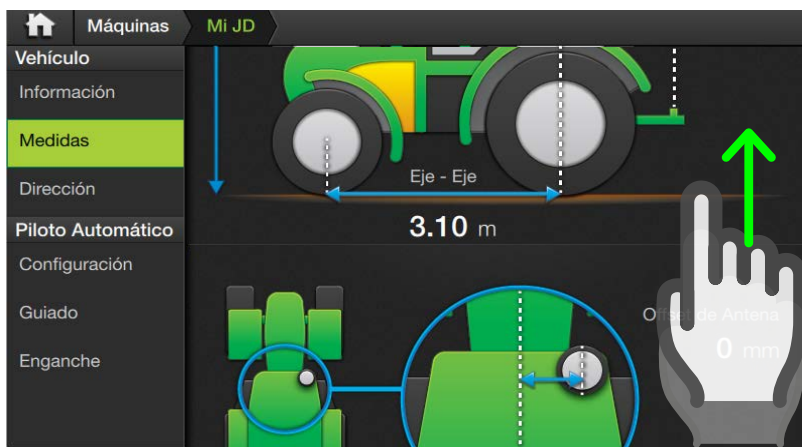 Máquinas
Mi JD
Vehículo
Información
Medidas
Dirección
Piloto Automático
Configuración
Guiado
Enganche
Eje - Eje
3.10 m
Offset de Antena
0 mm